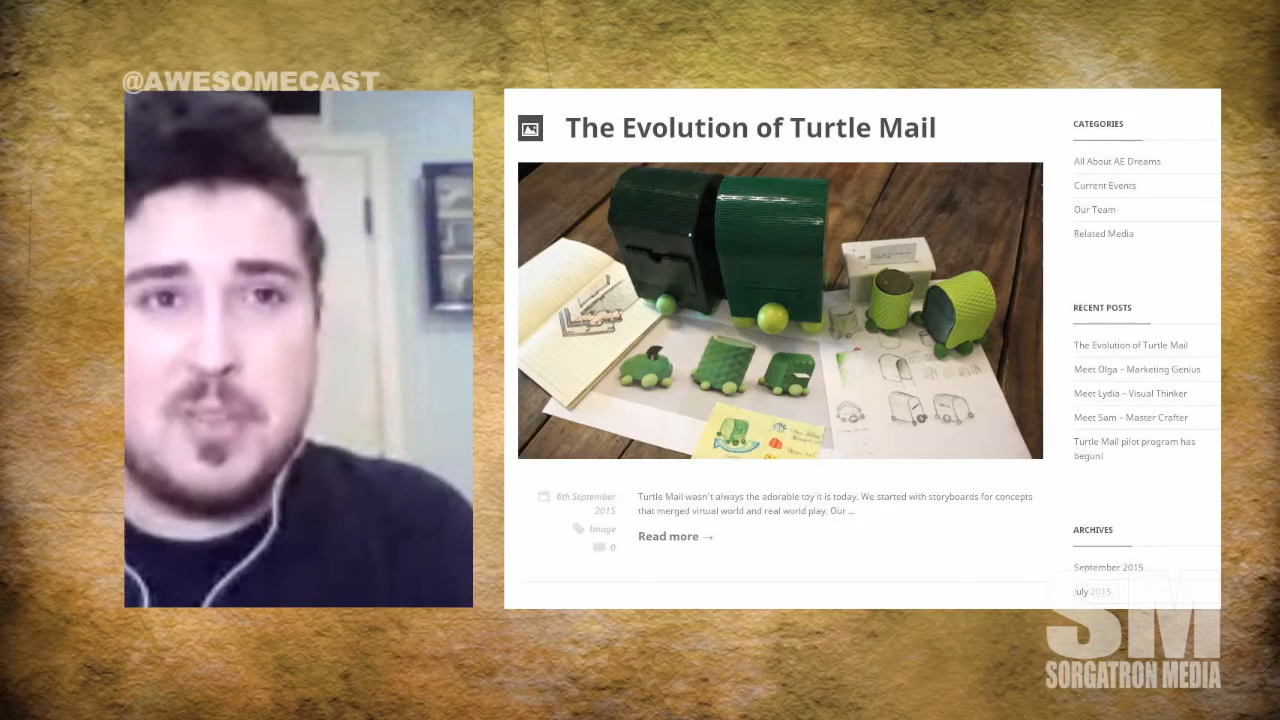 @AWESOMECAST
The Evolution of Turtle Mail
6th September
2015
Image
0
Turtle Mail wasn't always the adorable toy it is today. We started with storyboards for concepts
that merged virtual world and real world play. Our ...
Read more →
CATEGORIES
All About AE Dreams
Current Events
Our Team
Related Media
RECENT POSTS
The Evolution of Turtle Mail
Meet Olga – Marketing Genius
Meet Lydia – Visual Thinker
Meet Sam – Master Crafter
Turtle Mail pilot program has
begun!
ARCHIVES
September 2015
July 2015
SM
SORGATRON MEDIA